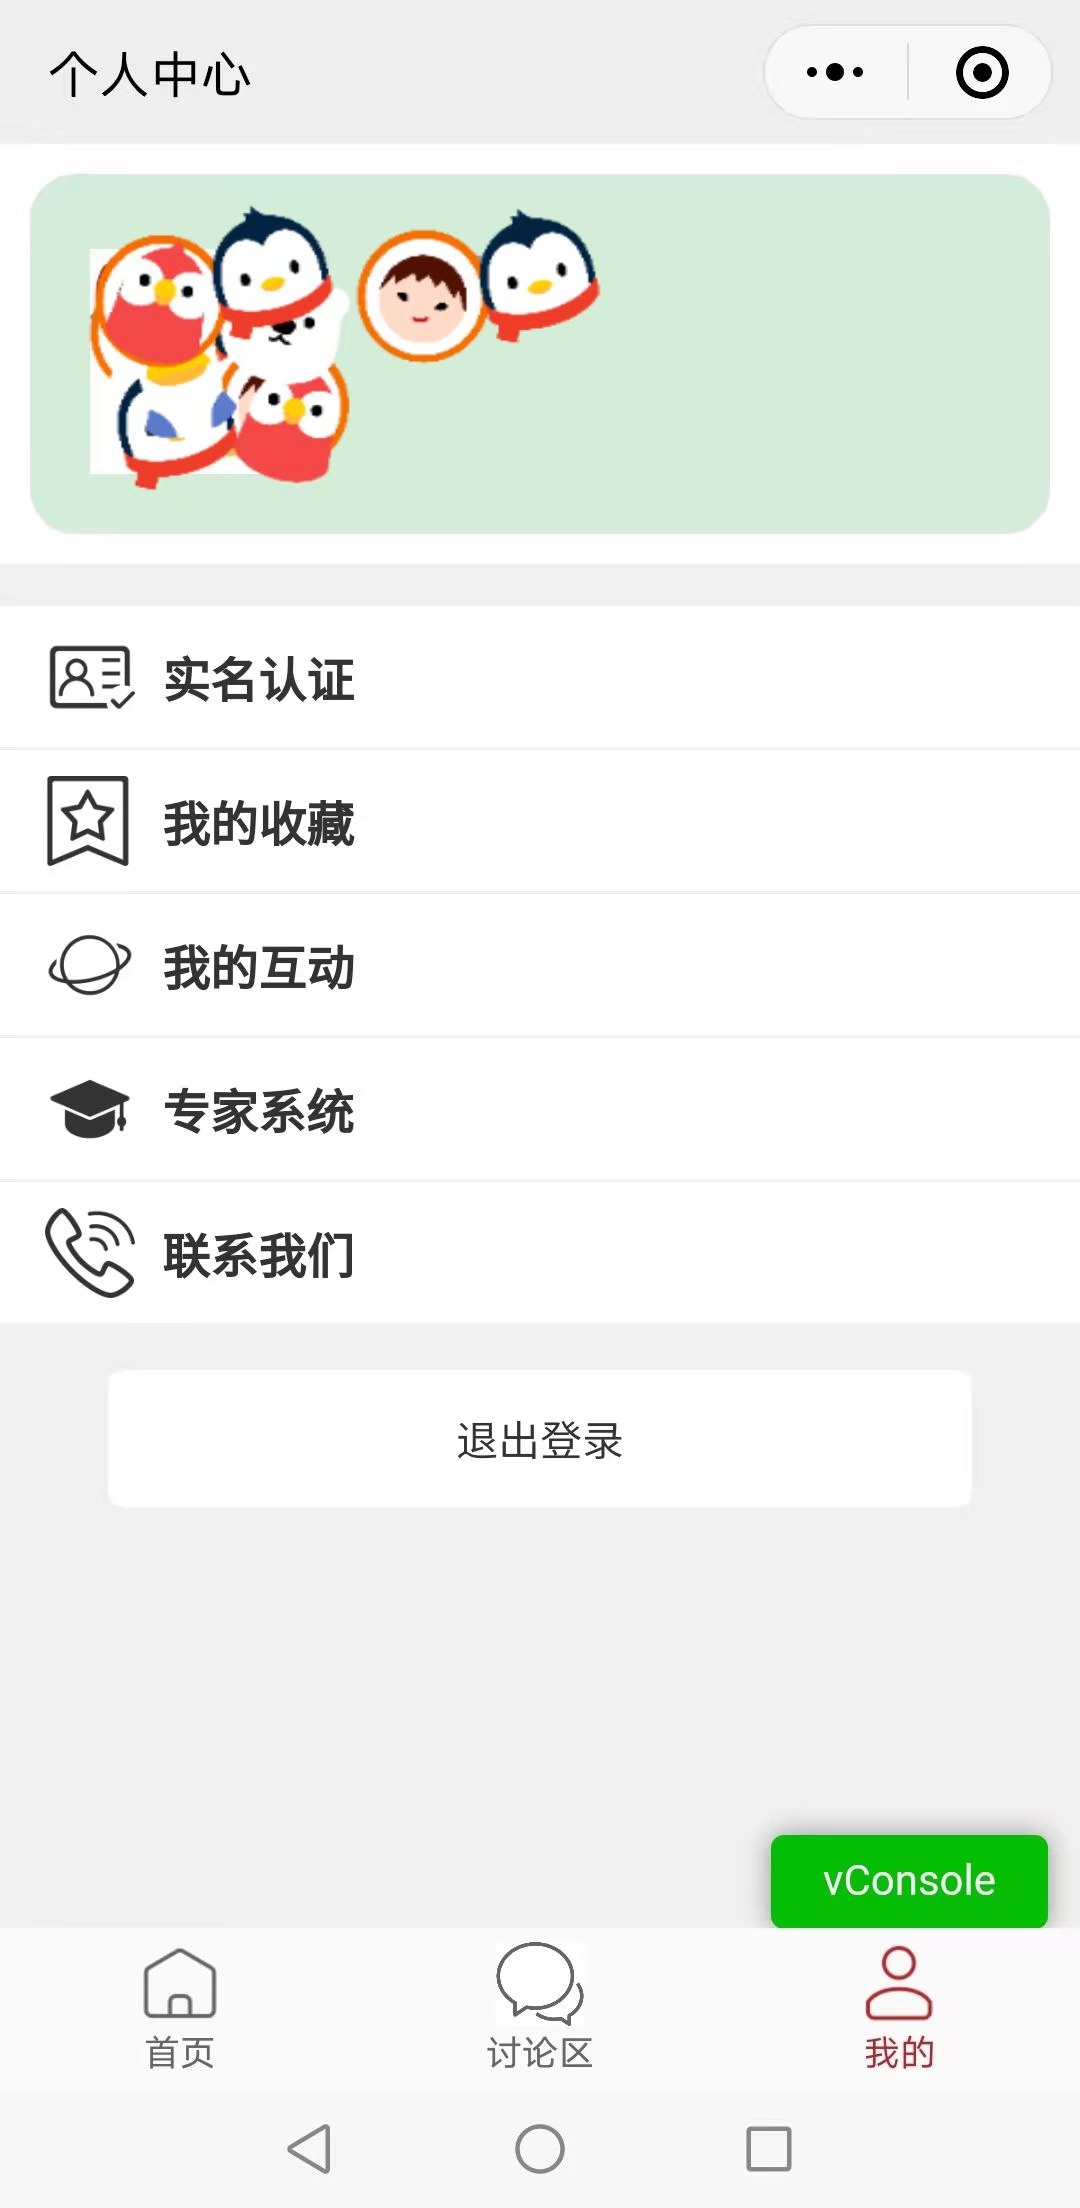 个人中心
实名认证
我的收藏
我的互动
专家系统
联系我们
退出登录
vConsole
首页
讨论区
我的